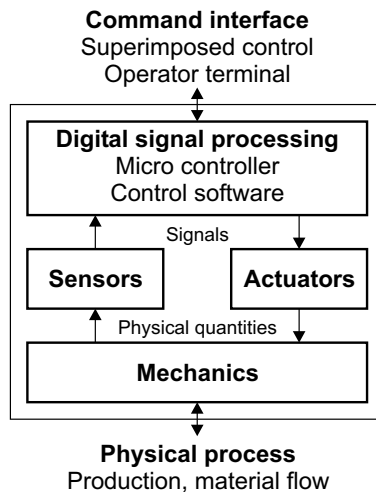 Command interface
Superimposed control
Operator terminal
Digital signal processing
Micro controller
Control software
Signals
Sensors
Actuators
Physical quantities
Mechanics
Physical process
Production, material flow